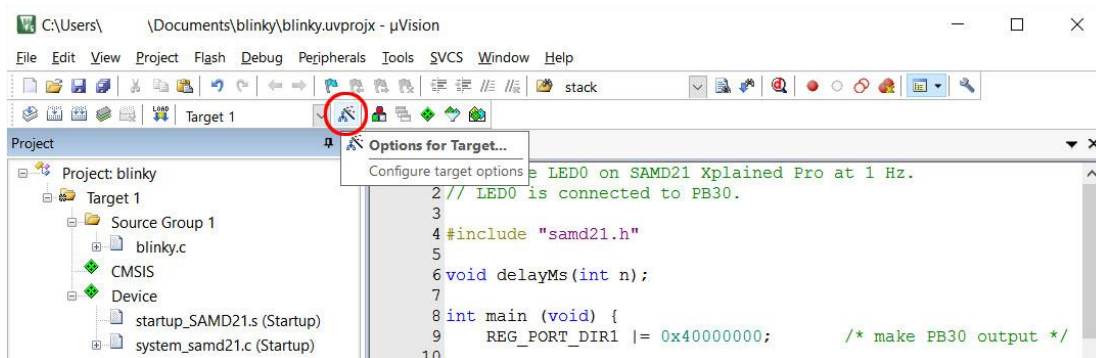 C:\Users\ \Documents\blinky\blinky.uvprojx - µVision
File Edit View Project Flash Debug Peripherals Tools SVCS Window Help
stack
LOAD Target 1
Project
Options for Target...
Configure target options
e LED0 on SAMD21 Xplained Pro at 1 Hz.
2 // LED0 is connected to PB30.
3
4 #include "samd21.h"
5
6 void delayMs(int n);
7
8 int main (void) {
9 REG_PORT_DIR1 |= 0x40000000; /* make PB30 output */
10
Project: blinky
Target 1
Source Group 1
blinky.c
CMSIS
Device
startup_SAMD21.s (Startup)
system_samd21.c (Startup)